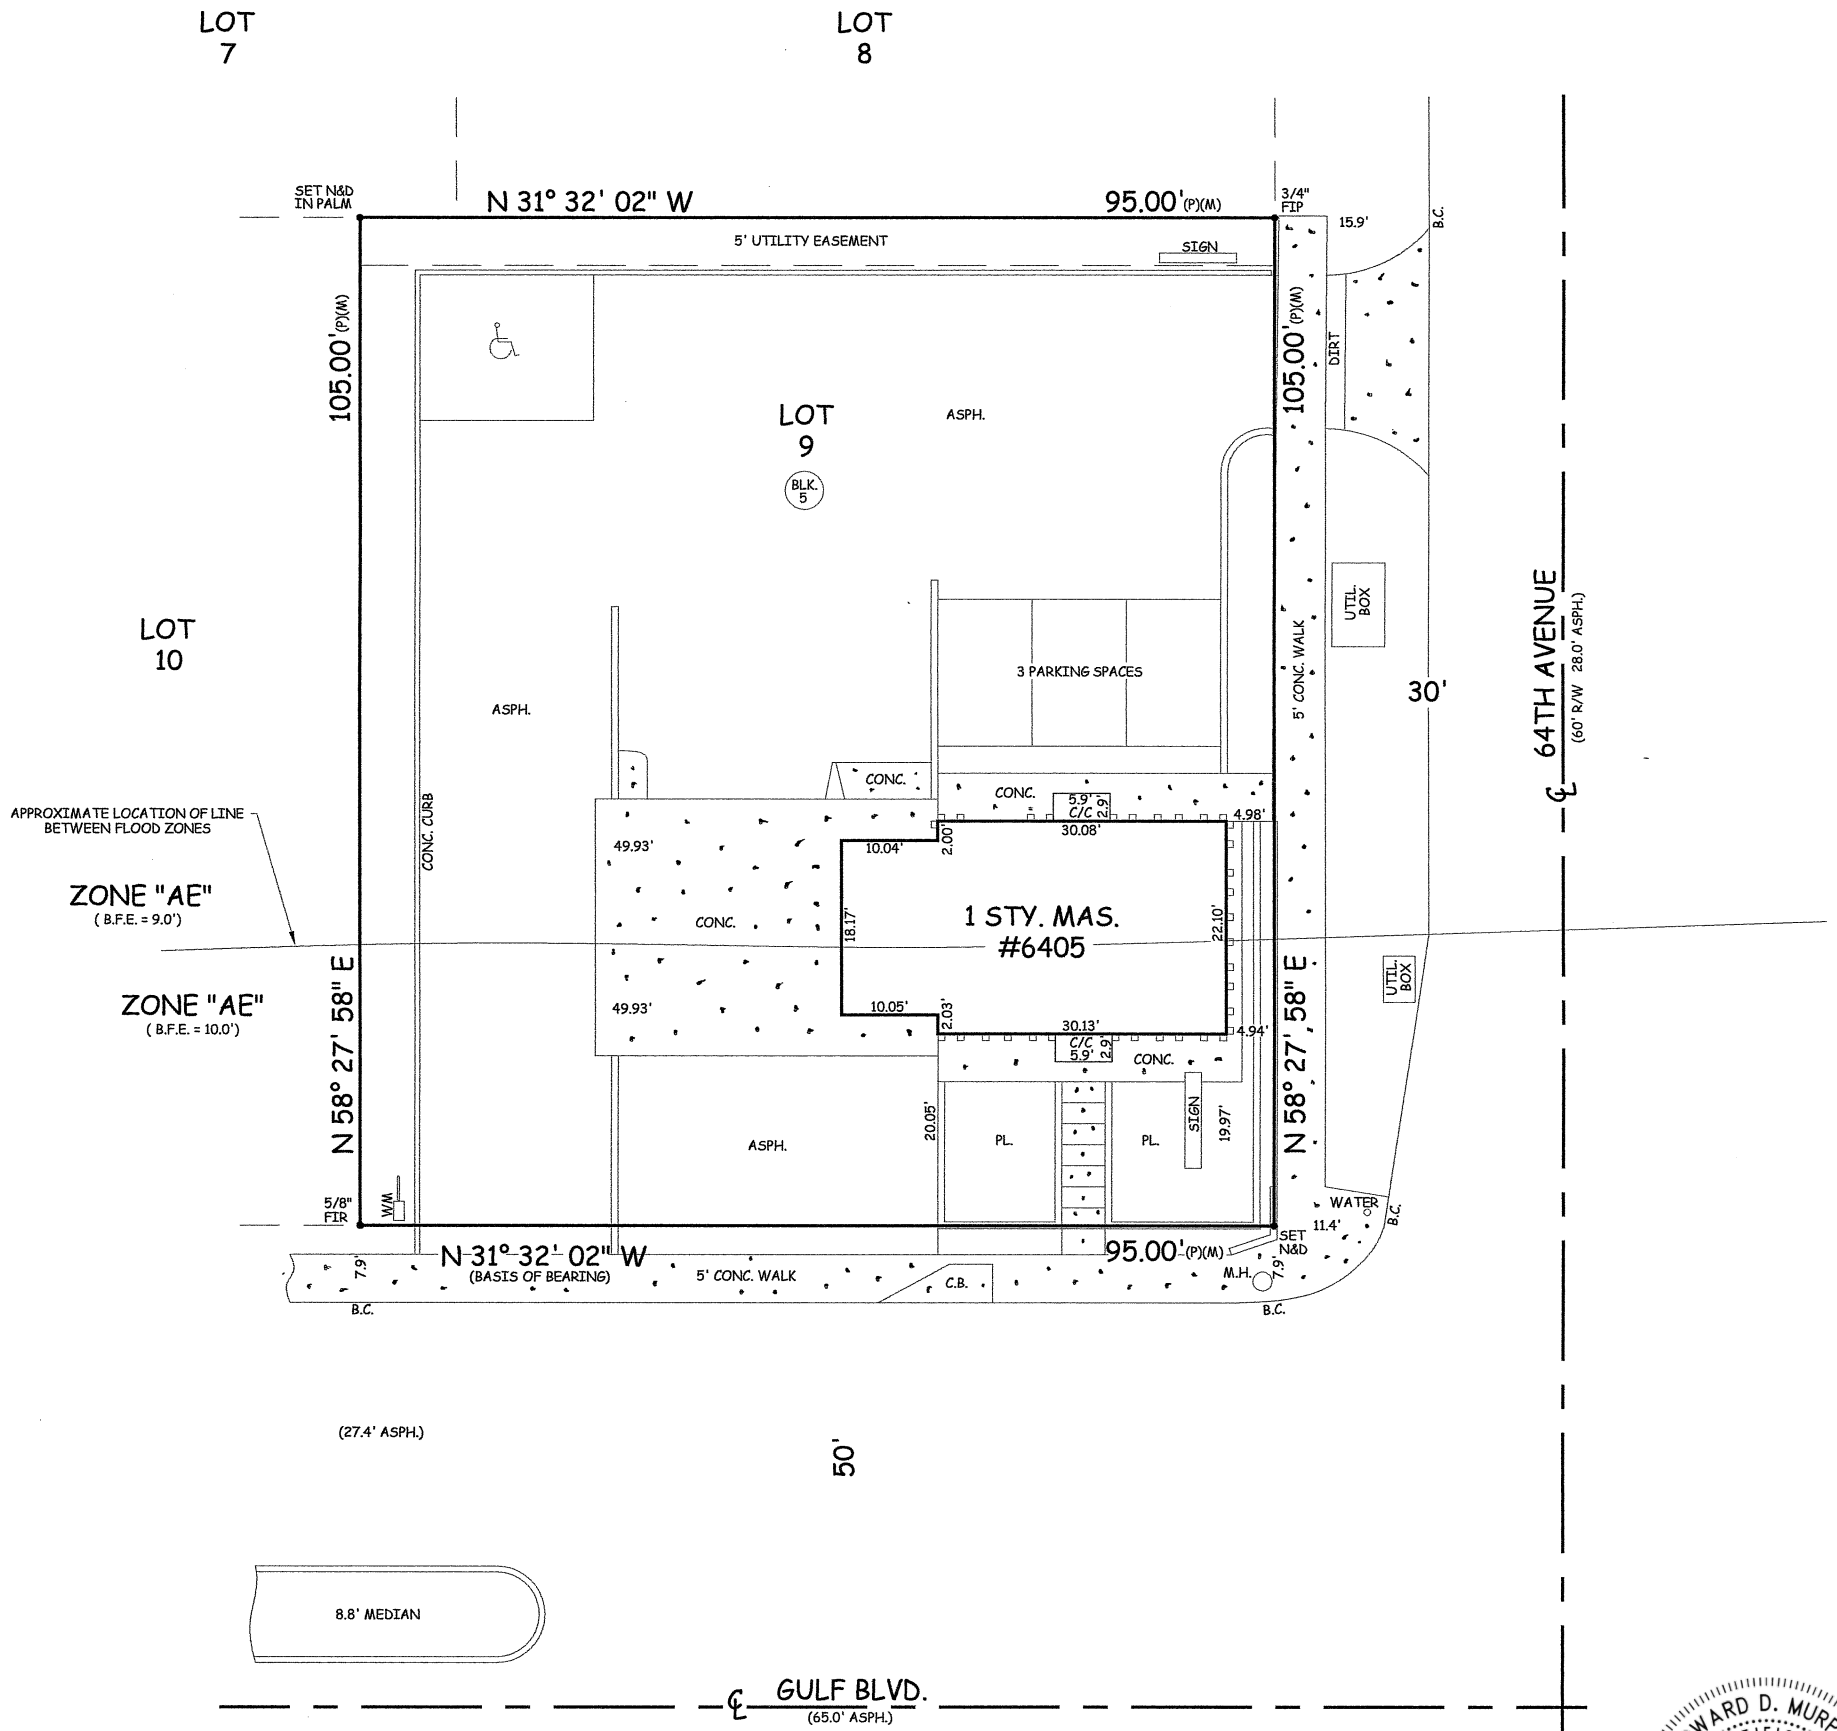 LOT
7
LOT
8
SET N&D
IN PALM
N 31° 32' 02" W
95.00'(P)(M)
3/4"
FIP
15.9'
B.C.
5' UTILITY EASEMENT
SIGN
105.00'(P)(M)
105.00'(P)(M)
DIRT
LOT
9
BLK.
5
ASPH.
LOT
10
ASPH.
3 PARKING SPACES
5' CONC. WALK
UTIL.
BOX
30'
64TH AVENUE
(60' R/W 28.0' ASPH.)
℄
APPROXIMATE LOCATION OF LINE
BETWEEN FLOOD ZONES
CONC. CURB
CONC.
CONC.
5.9'
C/C
2.9'
4.98'
30.08'
49.93'
10.04'
2.00'
ZONE "AE"
( B.F.E. = 9.0')
CONC.
18.17'
1 STY. MAS.
#6405
22.10'
ZONE "AE"
( B.F.E. = 10.0')
49.93'
10.05'
2.03'
30.13'
4.94'
C/C
5.9'
2.9'
CONC.
UTIL.
BOX
N 58° 27' 58" E
N 58° 27' 58" E
20.05'
PL.
PL.
SIGN
19.97'
ASPH.
5/8"
FIR
WM
WATER
11.4'
B.C.
SET
N&D
N 31° 32' 02" W
(BASIS OF BEARING)
95.00'(P)(M)
7.9'
5' CONC. WALK
C.B.
M.H.
7.9'
B.C.
B.C.
(27.4' ASPH.)
50'
8.8' MEDIAN
℄ GULF BLVD.
(65.0' ASPH.)